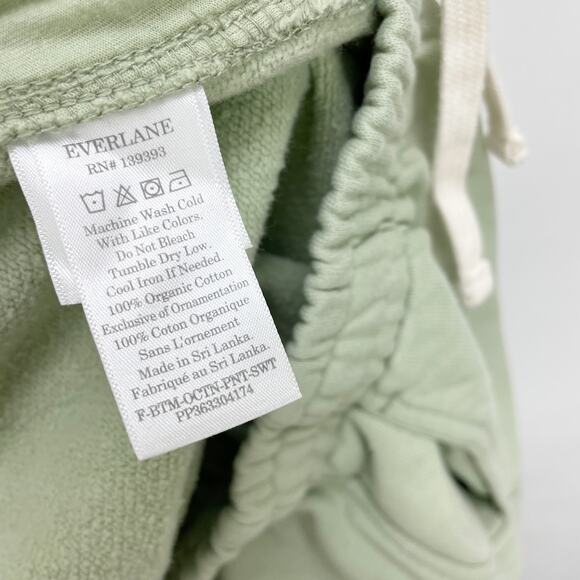 EVERLANE
RN# 139393
Machine Wash Cold
With Like Colors.
Do Not Bleach
Tumble Dry Low.
Cool Iron If Needed.
100% Organic Cotton
Exclusive of Ornamentation
100% Coton Organique
Sans L'ornement
Made in Sri Lanka.
Fabriqué au Sri Lanka.
F-BTM-OCTN-PNT-SWT
PP363304174